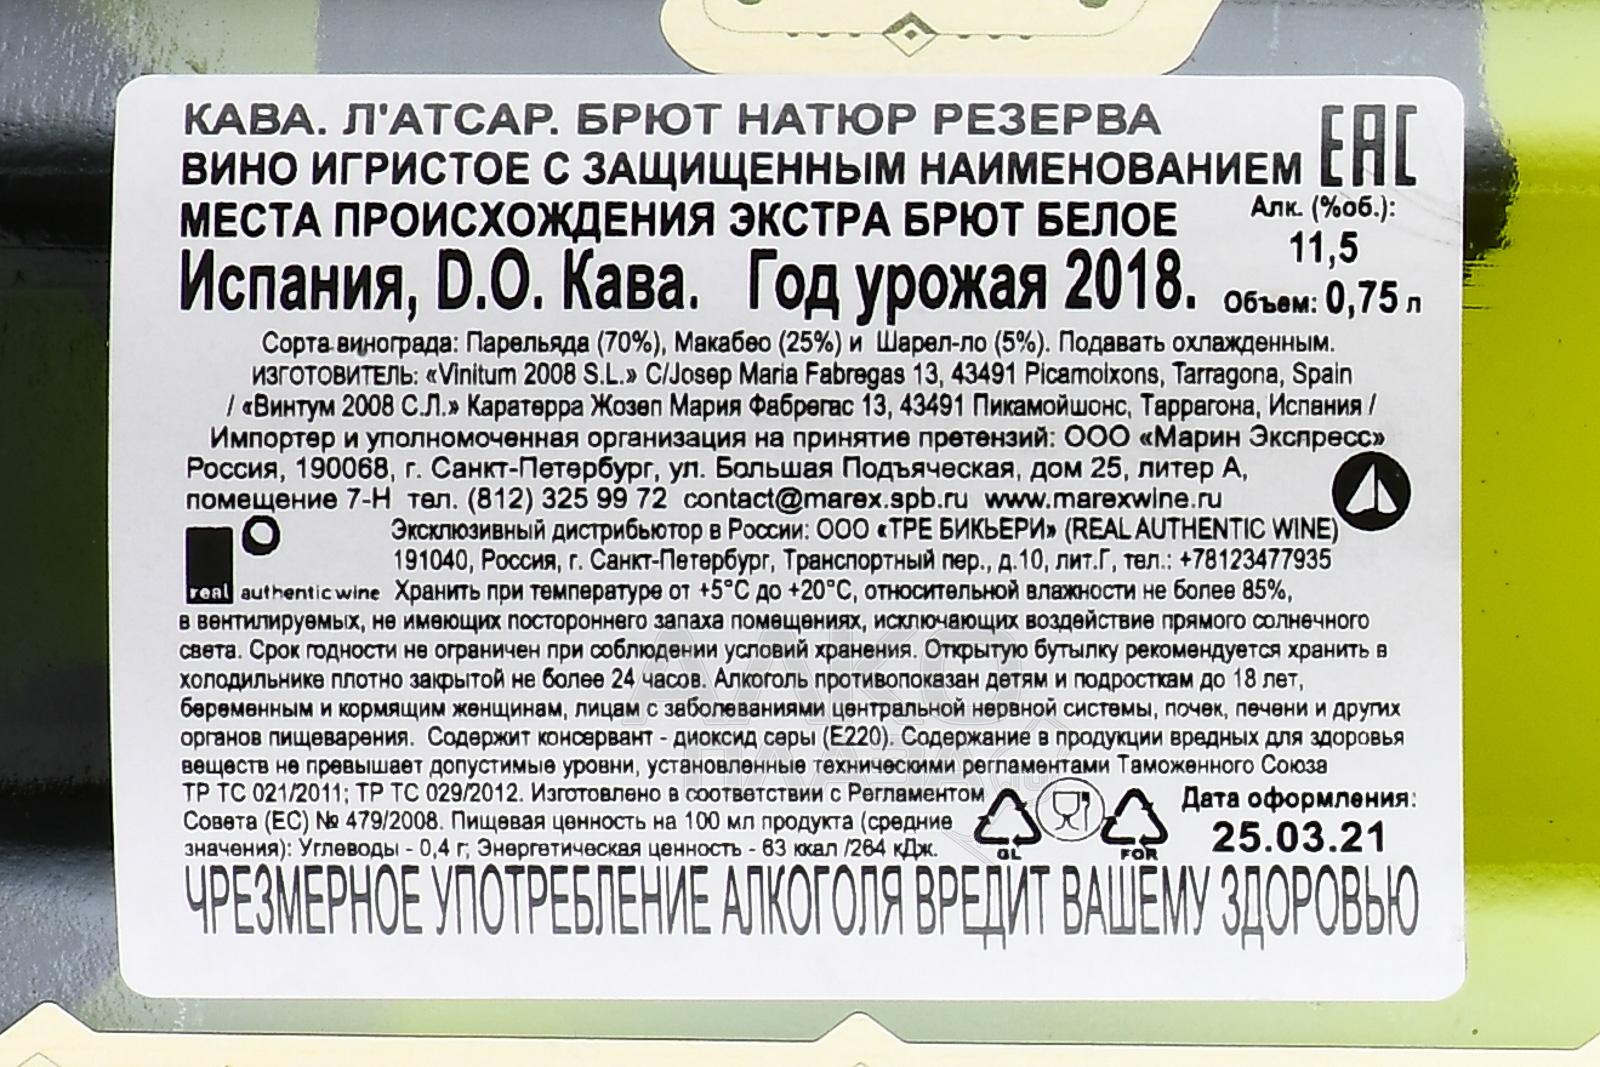 КАВА. Л'АТСАР. БРЮТ НАТЮР РЕЗЕРВА
ВИНО ИГРИСТОЕ С ЗАЩИЩЕННЫМ НАИМЕНОВАНИЕМ
EAC
МЕСТА ПРОИСХОЖДЕНИЯ ЭКСТРА БРЮТ БЕЛОЕ
Алк. (%об.):
11,5
Испания, D.O. Кава. Год урожая 2018.
Объем: 0,75 л
Сорта винограда: Парельяда (70%), Макабео (25%) и Шарел-ло (5%). Подавать охлажденным.
ИЗГОТОВИТЕЛЬ: «Vinitum 2008 S.L.» C/Josep Maria Fabregas 13, 43491 Picamoixons, Tarragona, Spain
/ «Винтум 2008 С.Л.» Каратерра Жозеп Мария Фабрегас 13, 43491 Пикамойшонс, Таррагона, Испания /
Импортер и уполномоченная организация на принятие претензий: ООО «Марин Экспресс»
Россия, 190068, г. Санкт-Петербург, ул. Большая Подъяческая, дом 25, литер А,
помещение 7-Н тел. (812) 325 99 72 contact@marex.spb.ru www.marexwine.ru
Эксклюзивный дистрибьютор в России: ООО «ТРЕ БИКЬЕРИ» (REAL AUTHENTIC WINE)
191040, Россия, г. Санкт-Петербург, Транспортный пер., д.10, лит.Г, тел.: +78123477935
real authentic wine Хранить при температуре от +5°С до +20°С, относительной влажности не более 85%,
в вентилируемых, не имеющих постороннего запаха помещениях, исключающих воздействие прямого солнечного
света. Срок годности не ограничен при соблюдении условий хранения. Открытую бутылку рекомендуется хранить в
холодильнике плотно закрытой не более 24 часов. Алкоголь противопоказан детям и подросткам до 18 лет,
беременным и кормящим женщинам, лицам с заболеваниями центральной нервной системы, почек, печени и других
органов пищеварения. Содержит консервант - диоксид серы (Е220). Содержание в продукции вредных для здоровья
веществ не превышает допустимые уровни, установленные техническими регламентами Таможенного Союза
ТР ТС 021/2011; ТР ТС 029/2012. Изготовлено в соответствии с Регламентом
Совета (ЕС) № 479/2008. Пищевая ценность на 100 мл продукта (средние
значения): Углеводы - 0,4 г; Энергетическая ценность - 63 ккал /264 кДж.
GL
FOR
Дата оформления:
25.03.21
ЧРЕЗМЕРНОЕ УПОТРЕБЛЕНИЕ АЛКОГОЛЯ ВРЕДИТ ВАШЕМУ ЗДОРОВЬЮ
АЛКО
ПЛАЗА.ru